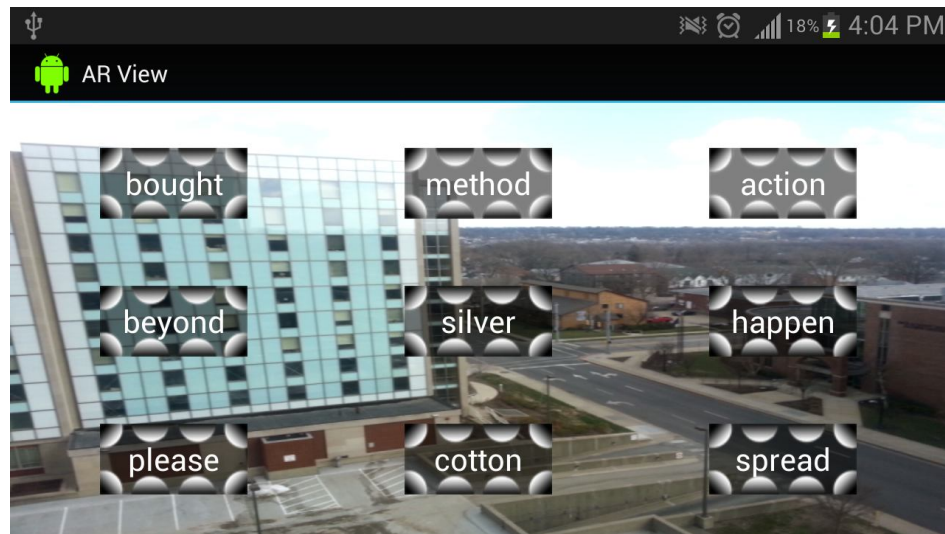 18% 4:04 PM
AR View
bought method action
beyond silver happen
please cotton spread